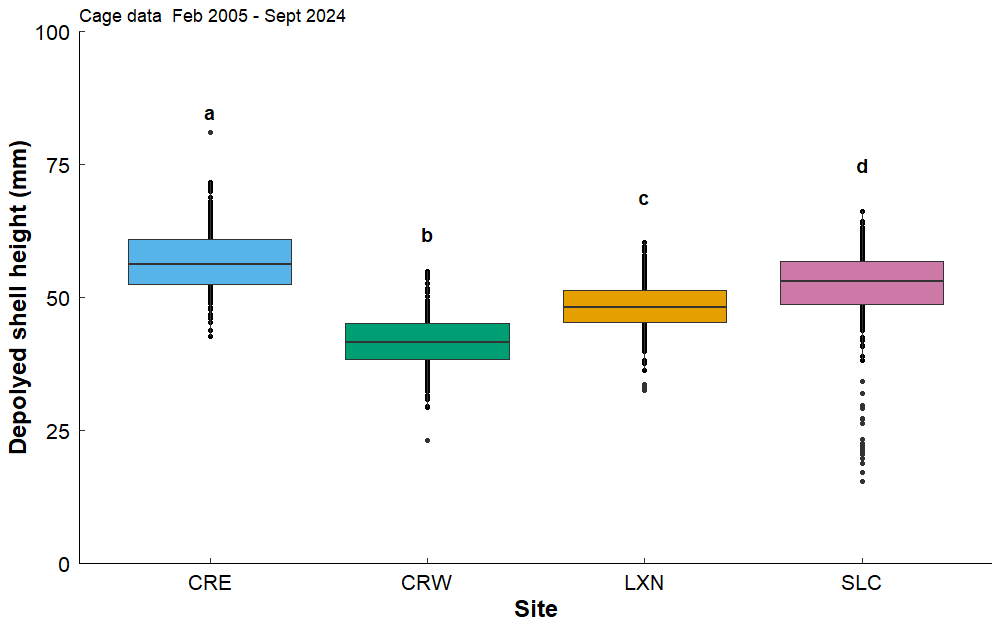 Cage data  Feb 2005 - Sept 2024
Depolyed shell height (mm)
100
75
50
25
0
a
b
c
d
CRE
CRW
LXN
SLC
Site